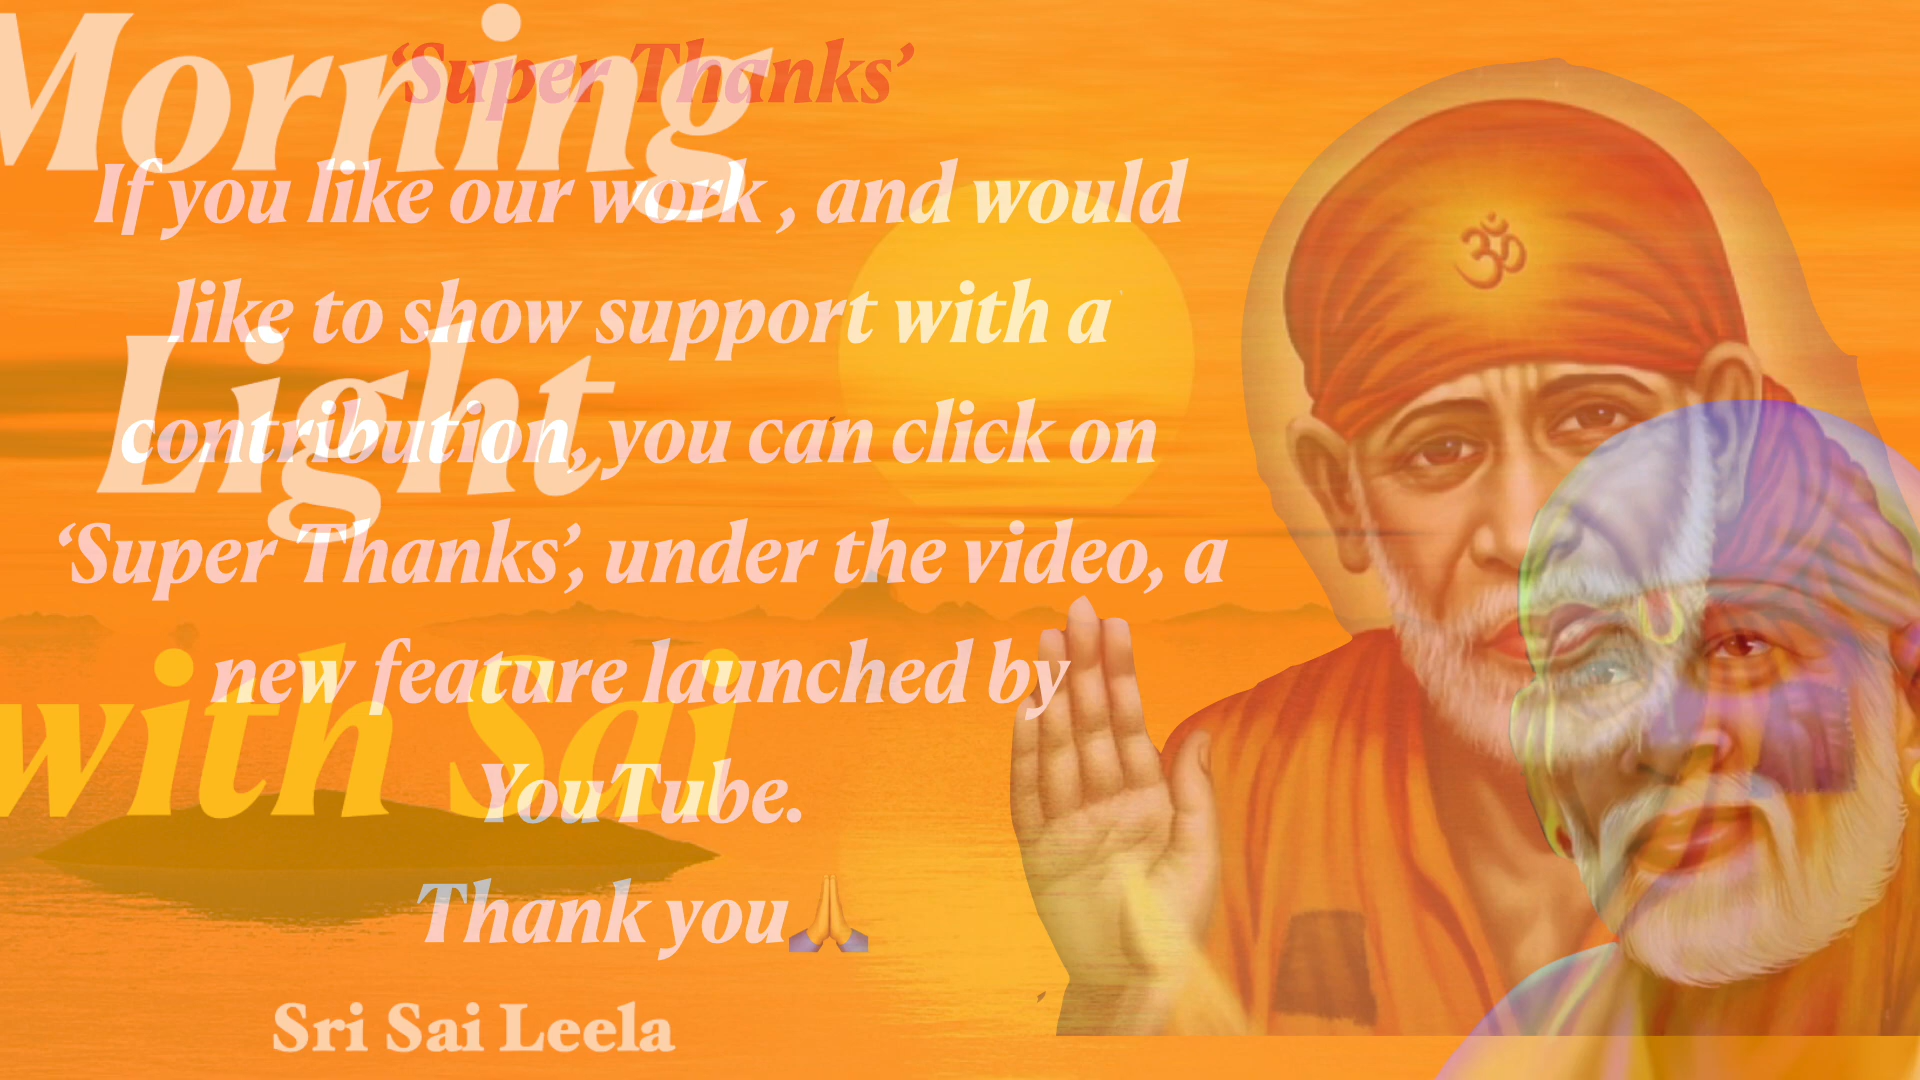 Morning
‘Super Thanks’
If you like our work , and would
like to show support with a
Light
contribution, you can click on
‘Super Thanks’, under the video, a
new feature launched by
with Sai
YouTube.
Thank you🙏
Sri Sai Leela
ॐ